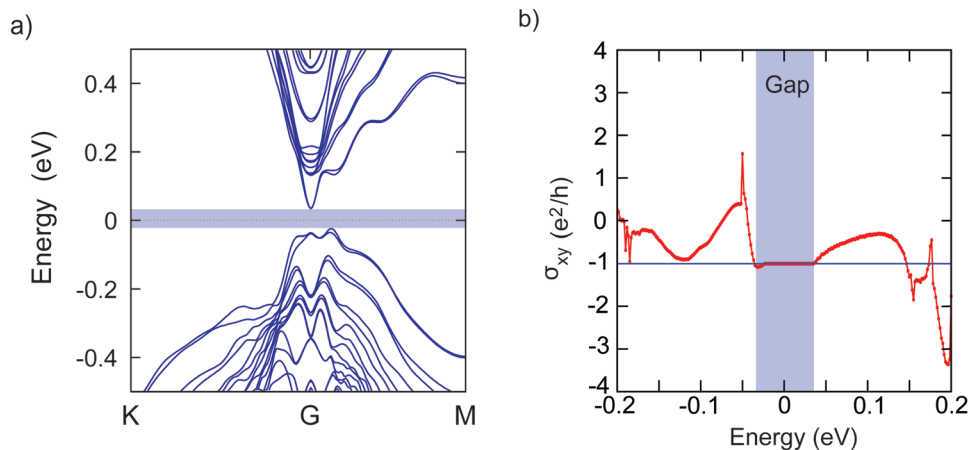 a)
Energy (eV)
0.4
0.2
0
-0.2
-0.4
K G M
b)
σxy (e²/h)
4
3
2
1
0
-1
-2
-3
-4
Gap
-0.2 -0.1 0 0.1 0.2
Energy (eV)